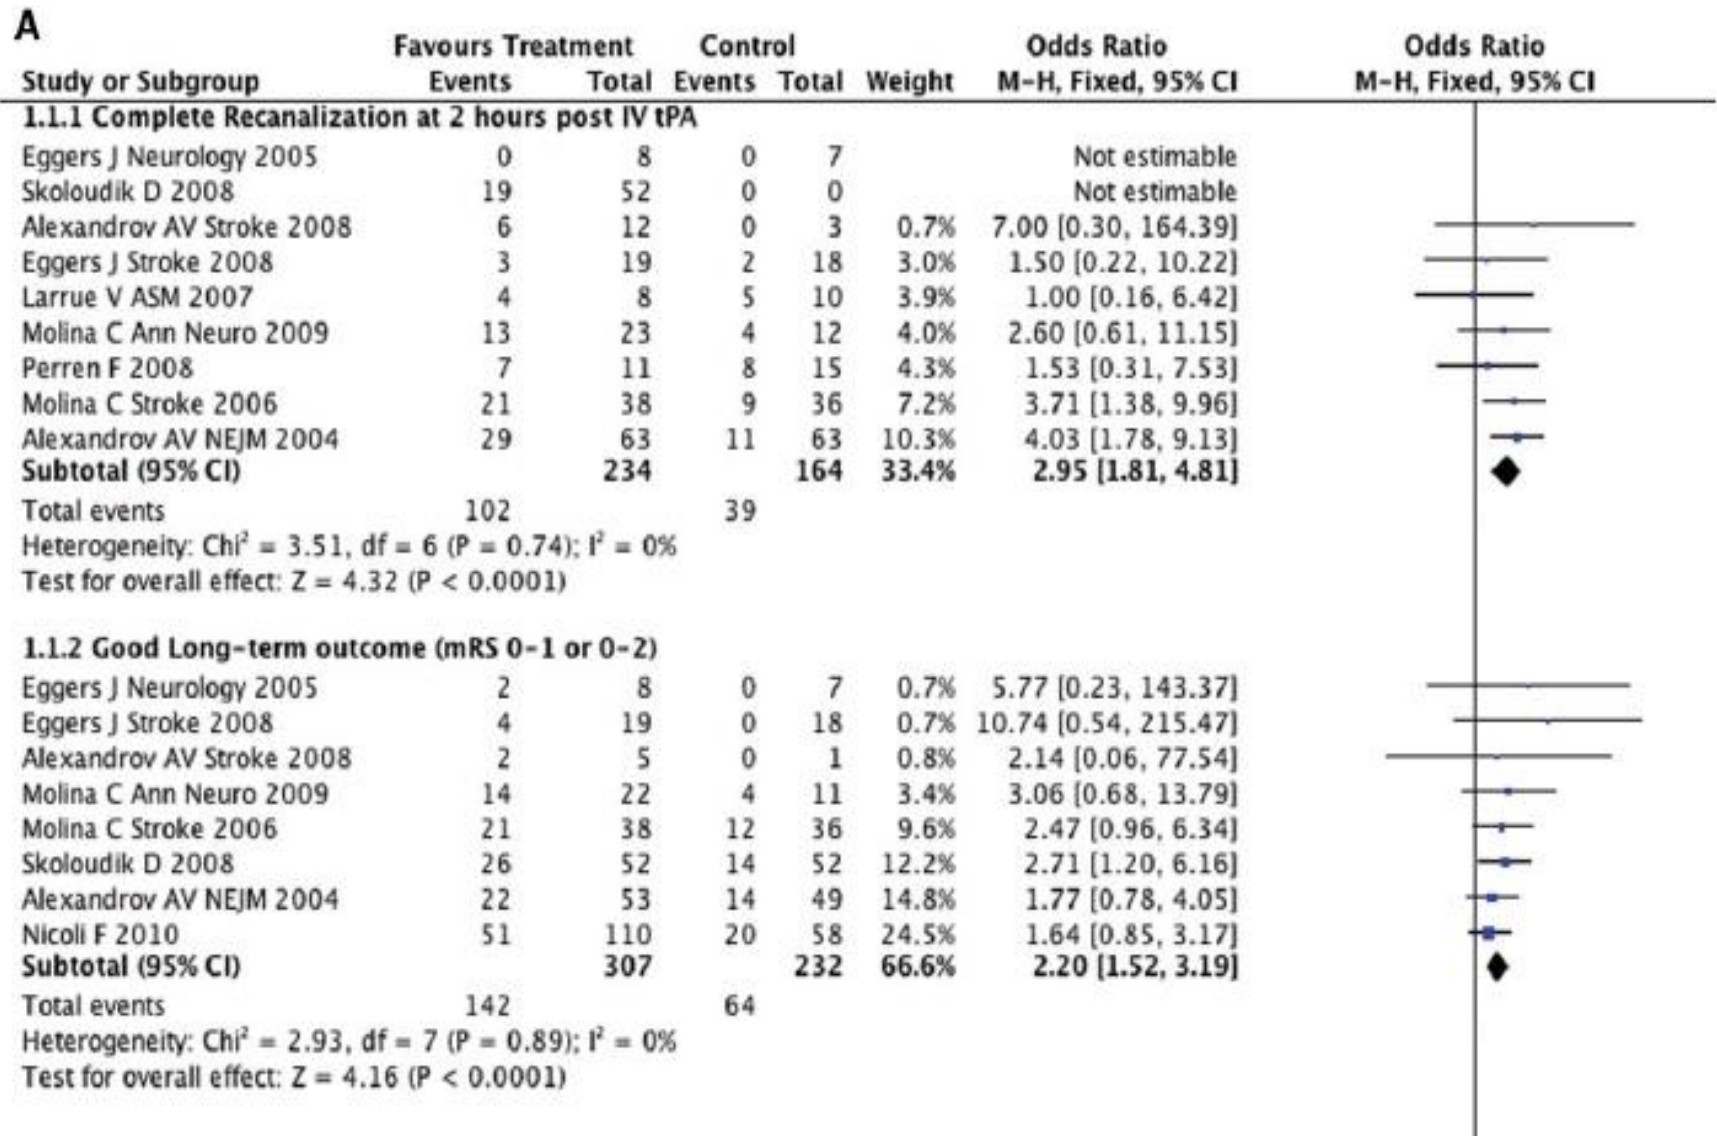 A
Favours Treatment Control Odds Ratio Odds Ratio
Study or Subgroup Events Total Events Total Weight M-H, Fixed, 95% CI M-H, Fixed, 95% CI
1.1.1 Complete Recanalization at 2 hours post IV tPA
Eggers J Neurology 2005 0 8 0 7 Not estimable
Skoloudik D 2008 19 52 0 0 Not estimable
Alexandrov AV Stroke 2008 6 12 0 3 0.7% 7.00 [0.30, 164.39]
Eggers J Stroke 2008 3 19 2 18 3.0% 1.50 [0.22, 10.22]
Larrue V ASM 2007 4 8 5 10 3.9% 1.00 [0.16, 6.42]
Molina C Ann Neuro 2009 13 23 4 12 4.0% 2.60 [0.61, 11.15]
Perren F 2008 7 11 8 15 4.3% 1.53 [0.31, 7.53]
Molina C Stroke 2006 21 38 9 36 7.2% 3.71 [1.38, 9.96]
Alexandrov AV NEJM 2004 29 63 11 63 10.3% 4.03 [1.78, 9.13]
Subtotal (95% CI) 234 164 33.4% 2.95 [1.81, 4.81]
Total events 102 39
Heterogeneity: Chi² = 3.51, df = 6 (P = 0.74); I² = 0%
Test for overall effect: Z = 4.32 (P < 0.0001)
1.1.2 Good Long-term outcome (mRS 0-1 or 0-2)
Eggers J Neurology 2005 2 8 0 7 0.7% 5.77 [0.23, 143.37]
Eggers J Stroke 2008 4 19 0 18 0.7% 10.74 [0.54, 215.47]
Alexandrov AV Stroke 2008 2 5 0 1 0.8% 2.14 [0.06, 77.54]
Molina C Ann Neuro 2009 14 22 4 11 3.4% 3.06 [0.68, 13.79]
Molina C Stroke 2006 21 38 12 36 9.6% 2.47 [0.96, 6.34]
Skoloudik D 2008 26 52 14 52 12.2% 2.71 [1.20, 6.16]
Alexandrov AV NEJM 2004 22 53 14 49 14.8% 1.77 [0.78, 4.05]
Nicoli F 2010 51 110 20 58 24.5% 1.64 [0.85, 3.17]
Subtotal (95% CI) 307 232 66.6% 2.20 [1.52, 3.19]
Total events 142 64
Heterogeneity: Chi² = 2.93, df = 7 (P = 0.89); I² = 0%
Test for overall effect: Z = 4.16 (P < 0.0001)